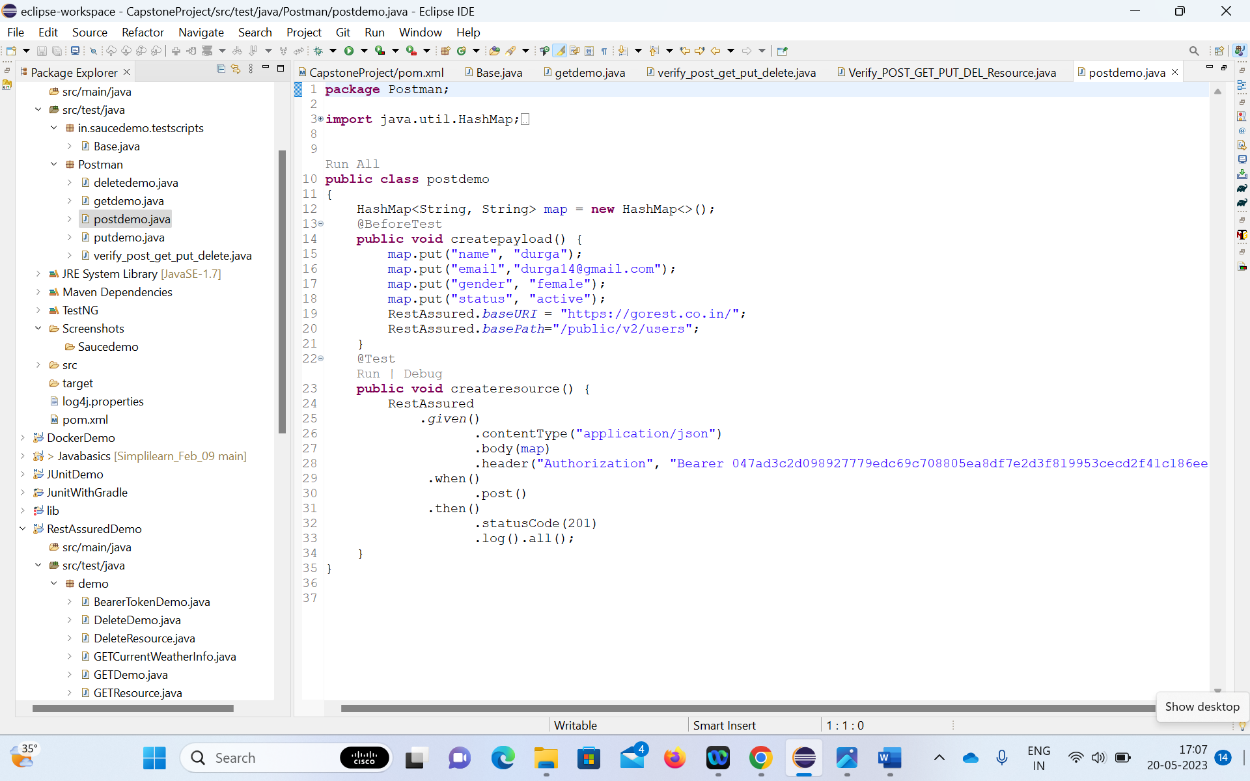 eclipse-workspace - CapstoneProject/src/test/java/Postman/postdemo.java - Eclipse IDE
File Edit Source Refactor Navigate Search Project Git Run Window Help
Package Explorer
src/main/java
src/test/java
in.saucedemo.testscripts
Base.java
Postman
deletedemo.java
getdemo.java
postdemo.java
putdemo.java
verify_post_get_put_delete.java
JRE System Library [JavaSE-1.7]
Maven Dependencies
TestNG
Screenshots
Saucedemo
src
target
log4j.properties
pom.xml
DockerDemo
> Javabasics [Simplilearn_Feb_09 main]
JUnitDemo
JunitWithGradle
lib
RestAssuredDemo
src/main/java
src/test/java
demo
BearerTokenDemo.java
DeleteDemo.java
DeleteResource.java
GETCurrentWeatherInfo.java
GETDemo.java
GETResource.java
CapstoneProject/pom.xml Base.java getdemo.java verify_post_get_put_delete.java Verify_POST_GET_PUT_DEL_Resource.java postdemo.java
1 package Postman;
2
3 import java.util.HashMap;
8
9
Run All
10 public class postdemo
11 {
12 HashMap<String, String> map = new HashMap<>();
13 @BeforeTest
14 public void createpayload() {
15 map.put("name", "durga");
16 map.put("email","durga14@gmail.com");
17 map.put("gender", "female");
18 map.put("status", "active");
19 RestAssured.baseURI = "https://gorest.co.in/";
20 RestAssured.basePath="/public/v2/users";
21 }
22 @Test
Run | Debug
23 public void createresource() {
24 RestAssured
25 .given()
26 .contentType("application/json")
27 .body(map)
28 .header("Authorization", "Bearer 047ad3c2d098927779edc69c708805ea8df7e2d3f819953cecd2f41c186ee
29 .when()
30 .post()
31 .then()
32 .statusCode(201)
33 .log().all();
34 }
35 }
36
37
Show desktop
Writable Smart Insert 1 : 1 : 0
35°
Search
CISCO
4
ENG
IN
17:07
20-05-2023
14